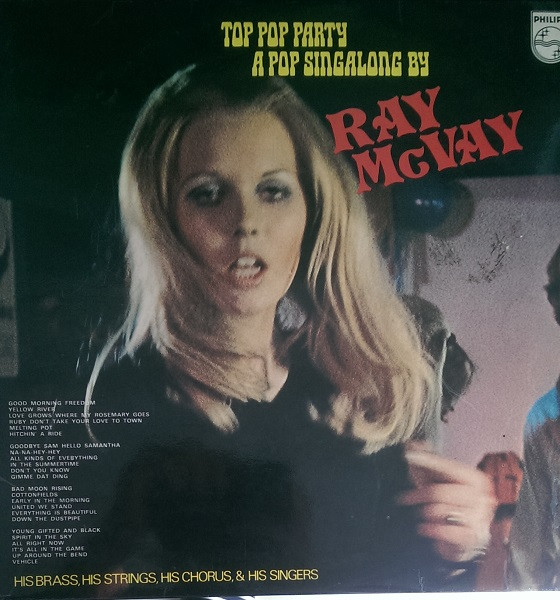 TOP POP PARTY
A POP SINGALONG BY
RAY
McVAY
PHILIPS
GOOD MORNING FREEDOM
YELLOW RIVER
LOVE GROWS WHERE MY ROSEMARY GOES
RUBY DON'T TAKE YOUR LOVE TO TOWN
MELTING POT
HITCHIN' A RIDE
GOODBYE SAM HELLO SAMANTHA
NA-NA-HEY-HEY
ALL KINDS OF EVERYTHING
IN THE SUMMERTIME
DON'T YOU KNOW
GIMME DAT DING
BAD MOON RISING
COTTONFIELDS
EARLY IN THE MORNING
UNITED WE STAND
EVERYTHING IS BEAUTIFUL
DOWN THE DUSTPIPE
YOUNG GIFTED AND BLACK
SPIRIT IN THE SKY
ALL RIGHT NOW
IT'S ALL IN THE GAME
UP AROUND THE BEND
VEHICLE
HIS BRASS, HIS STRINGS, HIS CHORUS, & HIS SINGERS